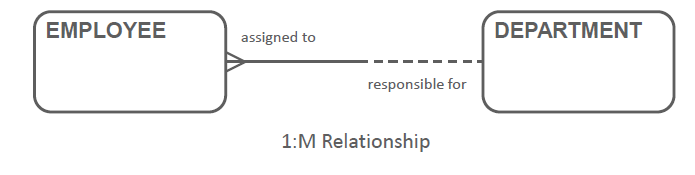 EMPLOYEE
assigned to
DEPARTMENT
responsible for
1:M Relationship